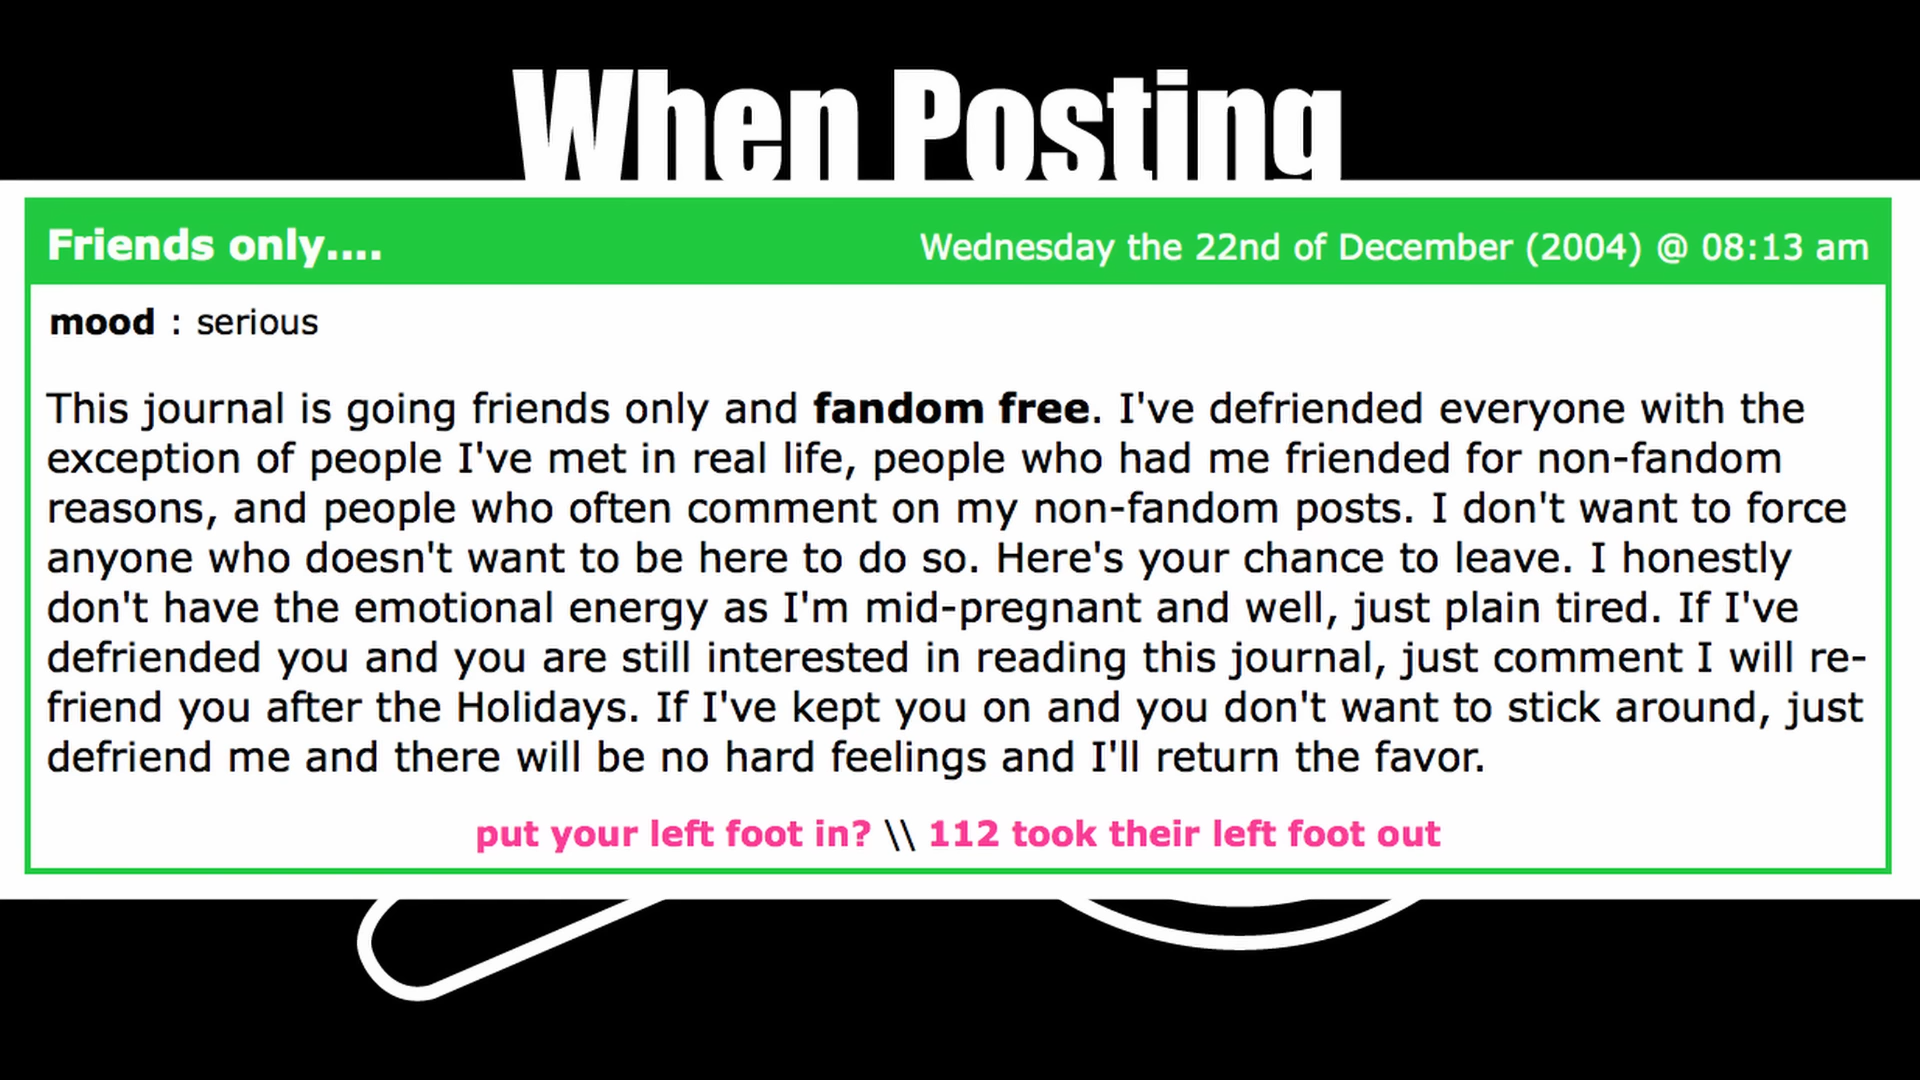 When Posting
Friends only.... Wednesday the 22nd of December (2004) @ 08:13 am
mood : serious
This journal is going friends only and fandom free. I've defriended everyone with the
exception of people I've met in real life, people who had me friended for non-fandom
reasons, and people who often comment on my non-fandom posts. I don't want to force
anyone who doesn't want to be here to do so. Here's your chance to leave. I honestly
don't have the emotional energy as I'm mid-pregnant and well, just plain tired. If I've
defriended you and you are still interested in reading this journal, just comment I will re-
friend you after the Holidays. If I've kept you on and you don't want to stick around, just
defriend me and there will be no hard feelings and I'll return the favor.
put your left foot in? \\ 112 took their left foot out